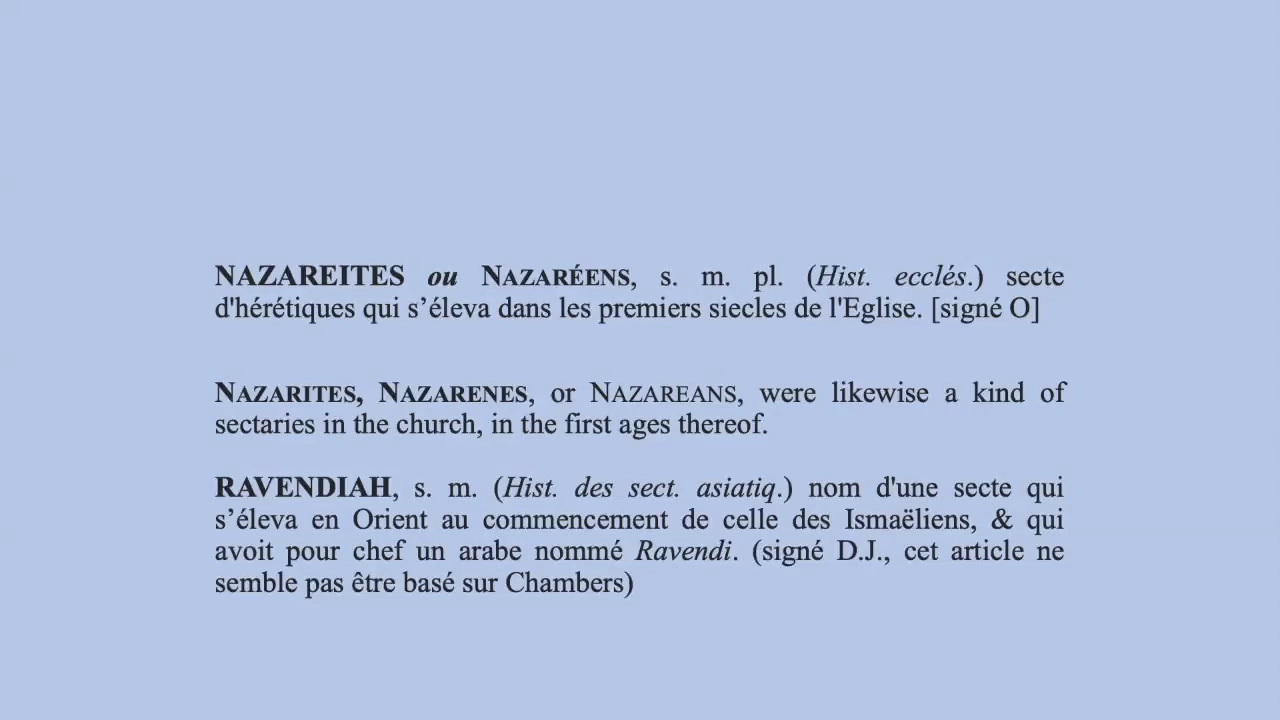 NAZAREITES ou NAZARÉENS, s. m. pl. (Hist. ecclés.) secte
d'hérétiques qui s’éleva dans les premiers siecles de l'Eglise. [signé O]
NAZARITES, NAZARENES, or NAZAREANS, were likewise a kind of
sectaries in the church, in the first ages thereof.
RAVENDIAH, s. m. (Hist. des sect. asiatiq.) nom d'une secte qui
s’éleva en Orient au commencement de celle des Ismaëliens, & qui
avoit pour chef un arabe nommé Ravendi. (signé D.J., cet article ne
semble pas être basé sur Chambers)